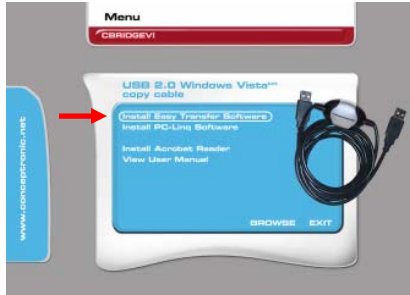 Menu
CBRIDGEVI
USB 2.0 Windows Vista™
copy cable
Install Easy Transfer Software
Install PC-Linq Software
Install Acrobat Reader
View User Manual
BROWSE EXIT
www.conceptronic.net